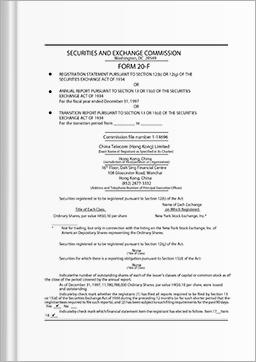 SECURITIES AND EXCHANGE COMMISSION
Washington, DC 20549
FORM 20-F
REGISTRATION STATEMENT PURSUANT TO SECTION 12(b) OR 12(g) OF THE
SECURITIES EXCHANGE ACT OF 1934
OR
ANNUAL REPORT PURSUANT TO SECTION 13 OR 15(d) OF THE SECURITIES
EXCHANGE ACT OF 1934
For the fiscal year ended December 31, 1997
OR
TRANSITION REPORT PURSUANT TO SECTION 13 OR 15(d) OF THE SECURITIES
EXCHANGE ACT OF 1934
For the transition period from ________ to ________
Commission file number: 1-14696
China Telecom (Hong Kong) Limited
(Exact Name of Registrant as Specified in Its Charter)
Hong Kong, China
(Jurisdiction of Incorporation or Organization)
16th Floor, Dah Sing Financial Centre
108 Gloucester Road, Wanchai
Hong Kong, China
(852) 2877-3332
(Address and Telephone Number of Principal Executive Offices)
Securities registered or to be registered pursuant to Section 12(b) of the Act.
Name of Each Exchange
Title of Each Class on Which Registered
Ordinary Shares, par value HK$0.10 per share New York Stock Exchange, Inc.*
* Not for trading, but only in connection with the listing on the New York Stock Exchange, Inc. of
American Depositary Shares representing the Ordinary Shares.
Securities registered or to be registered pursuant to Section 12(g) of the Act.
None
(Title of Class)
Securities for which there is a reporting obligation pursuant to Section 15(d) of the Act.
None
(Title of Class)
Indicate the number of outstanding shares of each of the issuer's classes of capital or common stock as of
the close of the period covered by the annual report.
As of December 31, 1997, 11,780,788,000 Ordinary Shares, par value HK$0.10 per share, were issued
and outstanding.
Indicate by check mark whether the registrant (1) has filed all reports required to be filed by Section 13
or 15(d) of the Securities Exchange Act of 1934 during the preceding 12 months (or for such shorter period that the
registrant was required to file such reports), and (2) has been subject to such filing requirements for the past 90 days.
Yes ✓ No
Indicate by check mark which financial statement item the registrant has elected to follow. Item 17 Item
18 ✓